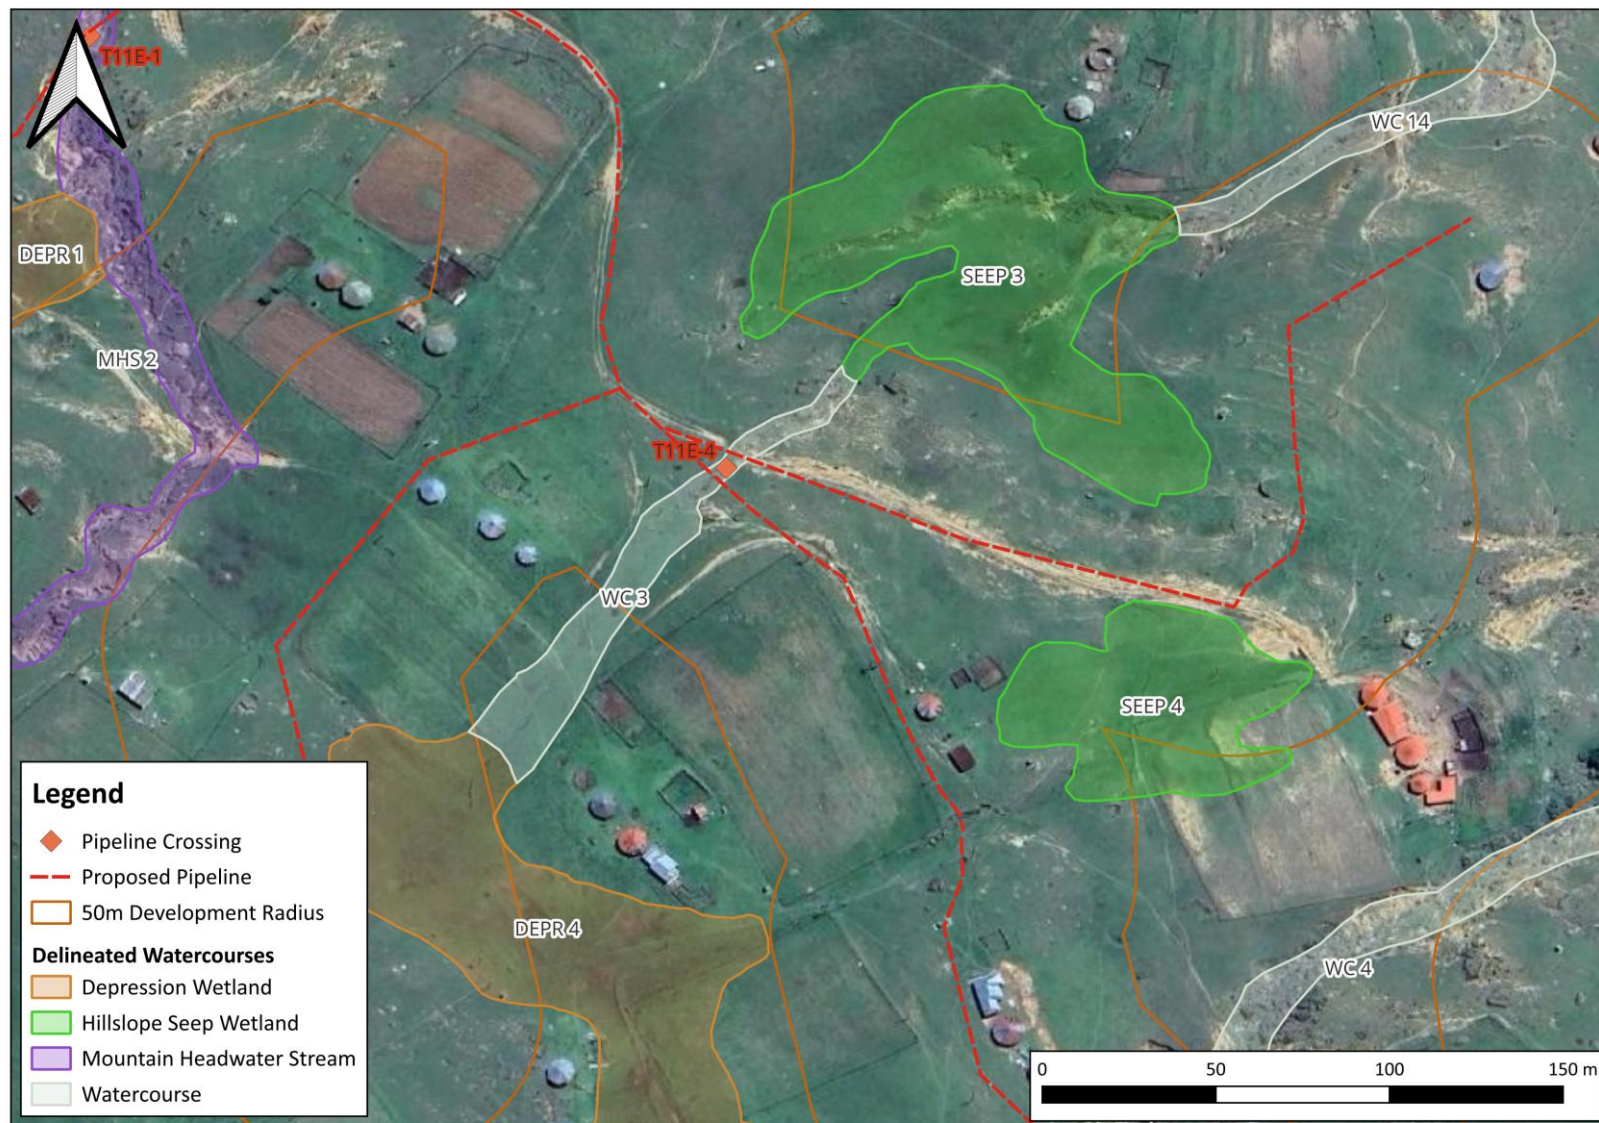 T11E-1
WC 14
DEPR 1
SEEP 3
MHS 2
T11E-4
WC 3
SEEP 4
DEPR 4
WC 4
Legend
Pipeline Crossing
Proposed Pipeline
50m Development Radius
Delineated Watercourses
Depression Wetland
Hillslope Seep Wetland
Mountain Headwater Stream
Watercourse
0 50 100 150 m